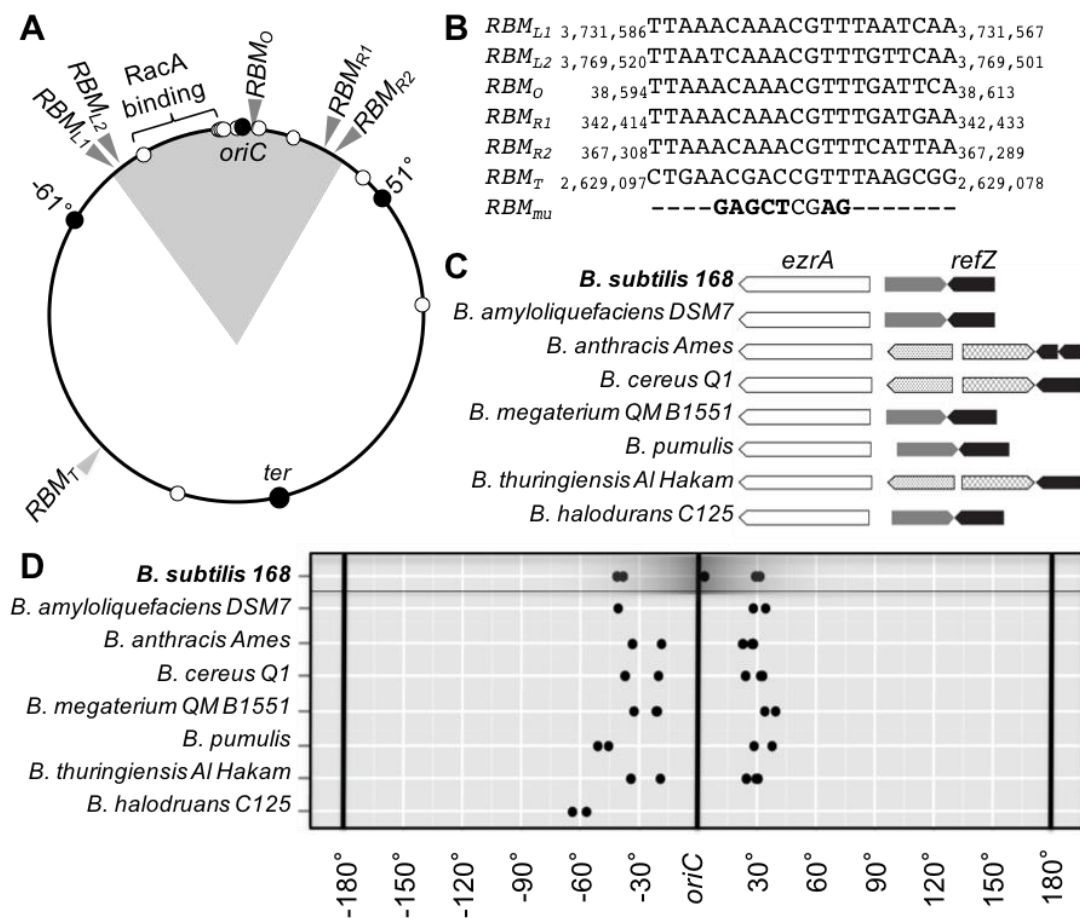 A
RBM_L1
RBM_L2
RacA
binding
RBM_O
RBM_R1
RBM_R2
oriC
-61°
51°
RBM_T
ter
B
RBM_L1 3,731,586 TTAAACAAACGTTTAATCAA 3,731,567
RBM_L2 3,769,520 TTAATCAAACGTTTGTTCAA 3,769,501
RBM_O 38,594 TTAAACAAACGTTTGATTCA 38,613
RBM_R1 342,414 TTAAACAAACGTTTGATGAA 342,433
RBM_R2 367,308 TTAAACAAACGTTTCATTAA 367,289
RBM_T 2,629,097 CTGAACGACCGTTTAAGCGG 2,629,078
RBM_mu ----GAGCTCGAG-------
C
ezrA refZ
B. subtilis 168
B. amyloliquefaciens DSM7
B. anthracis Ames
B. cereus Q1
B. megaterium QM B1551
B. pumulis
B. thuringiensis Al Hakam
B. halodurans C125
D
B. subtilis 168
B. amyloliquefaciens DSM7
B. anthracis Ames
B. cereus Q1
B. megaterium QM B1551
B. pumulis
B. thuringiensis Al Hakam
B. halodruans C125
-180° -150° -120° -90° -60° -30° oriC 30° 60° 90° 120° 150° 180°